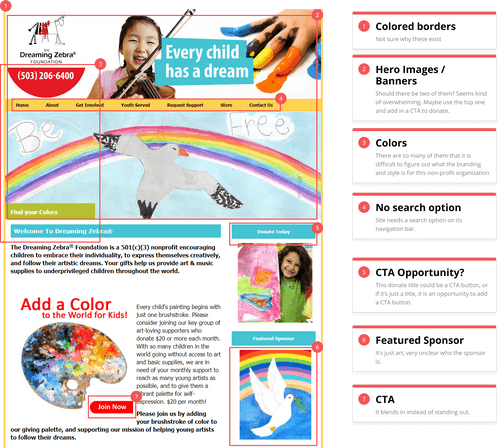 1
2
THE
Dreaming Zebra®
FOUNDATION
Every child
has a dream
3
(503) 206-6400
4
Home About Get Involved Youth Served Request Support Store Contact Us
Be Free
Find your Colors
5
Welcome To Dreaming Zebra® Donate Today
The Dreaming Zebra® Foundation is a 501(c)(3) nonprofit encouraging
children to embrace their individuality, to express themselves creatively,
and follow their artistic dreams. Your gifts help us provide art & music
supplies to underprivileged children throughout the world.
Add a Color
to the World for Kids!
Every child's painting begins with
just one brushstroke. Please
consider joining our key group of
art-loving supporters who
donate $20 or more each month.
With so many children in the
world going without access to art
and basic supplies, we are in
need of your monthly support to
reach as many young artists as
possible, and to give them a
vibrant palette for self-
expression. $20 per month!
Featured Sponsor
6
7
Join Now
Please join us by adding
your brushstroke of color to
our giving palette, and supporting our mission of helping young artists
to follow their dreams.
1 Colored borders
Not sure why these exist
2 Hero Images /
Banners
Should there be two of them? Seems kind
of overwhelming. Maybe use the top one
and add in a CTA to donate.
3 Colors
There are so many of them that it is
difficult to figure out what the branding
and style is for this non-profit organization
4 No search option
Site needs a search option on its
navigation bar.
5 CTA Opportunity?
This donate title could be a CTA button, or
if it's just a title, it is an opportunity to add
a CTA button.
6 Featured Sponsor
It's just art, very unclear who the sponsor
is.
7 CTA
It blends in instead of standing out.